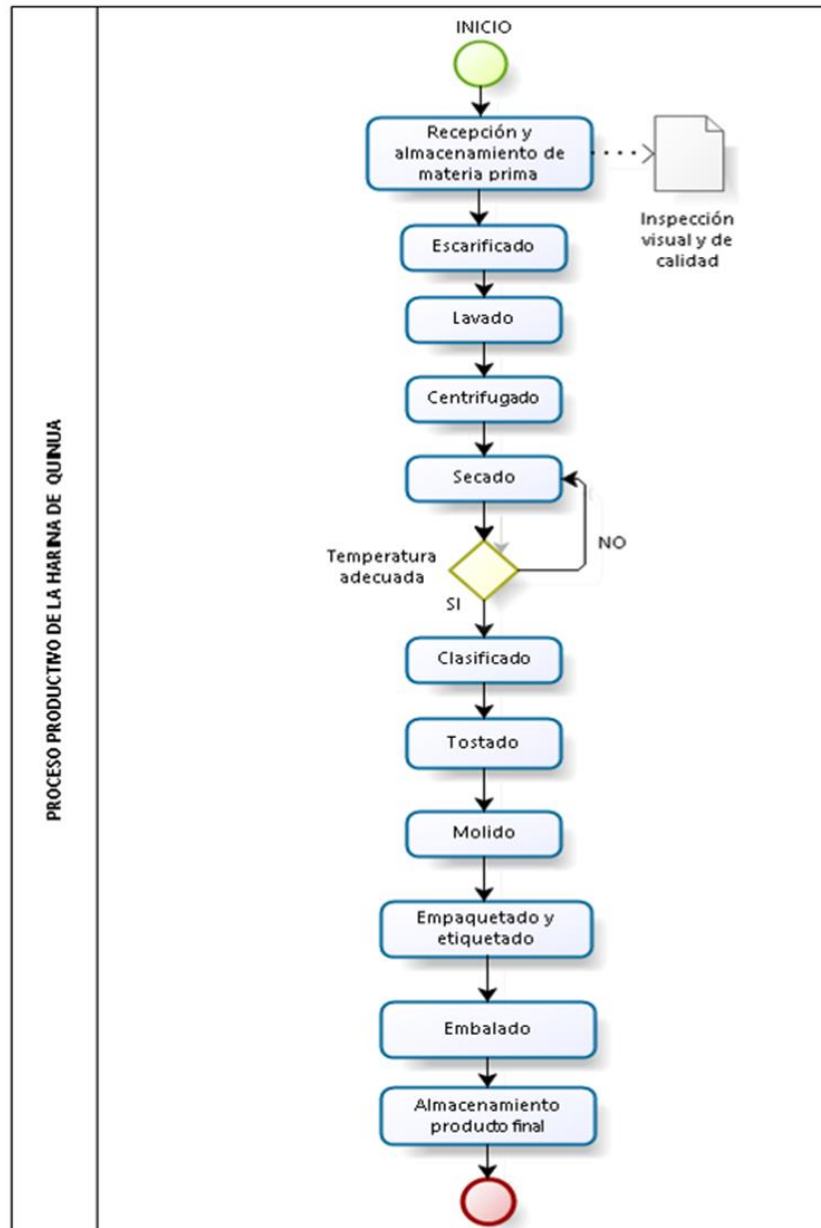 PROCESO PRODUCTIVO DE LA HARINA DE QUINUA
INICIO
Recepción y
almacenamiento de
materia prima
Inspección
visual y de
calidad
Escarificado
Lavado
Centrifugado
Secado
Temperatura
adecuada
NO
SI
Clasificado
Tostado
Molido
Empaquetado y
etiquetado
Embalado
Almacenamiento
producto final